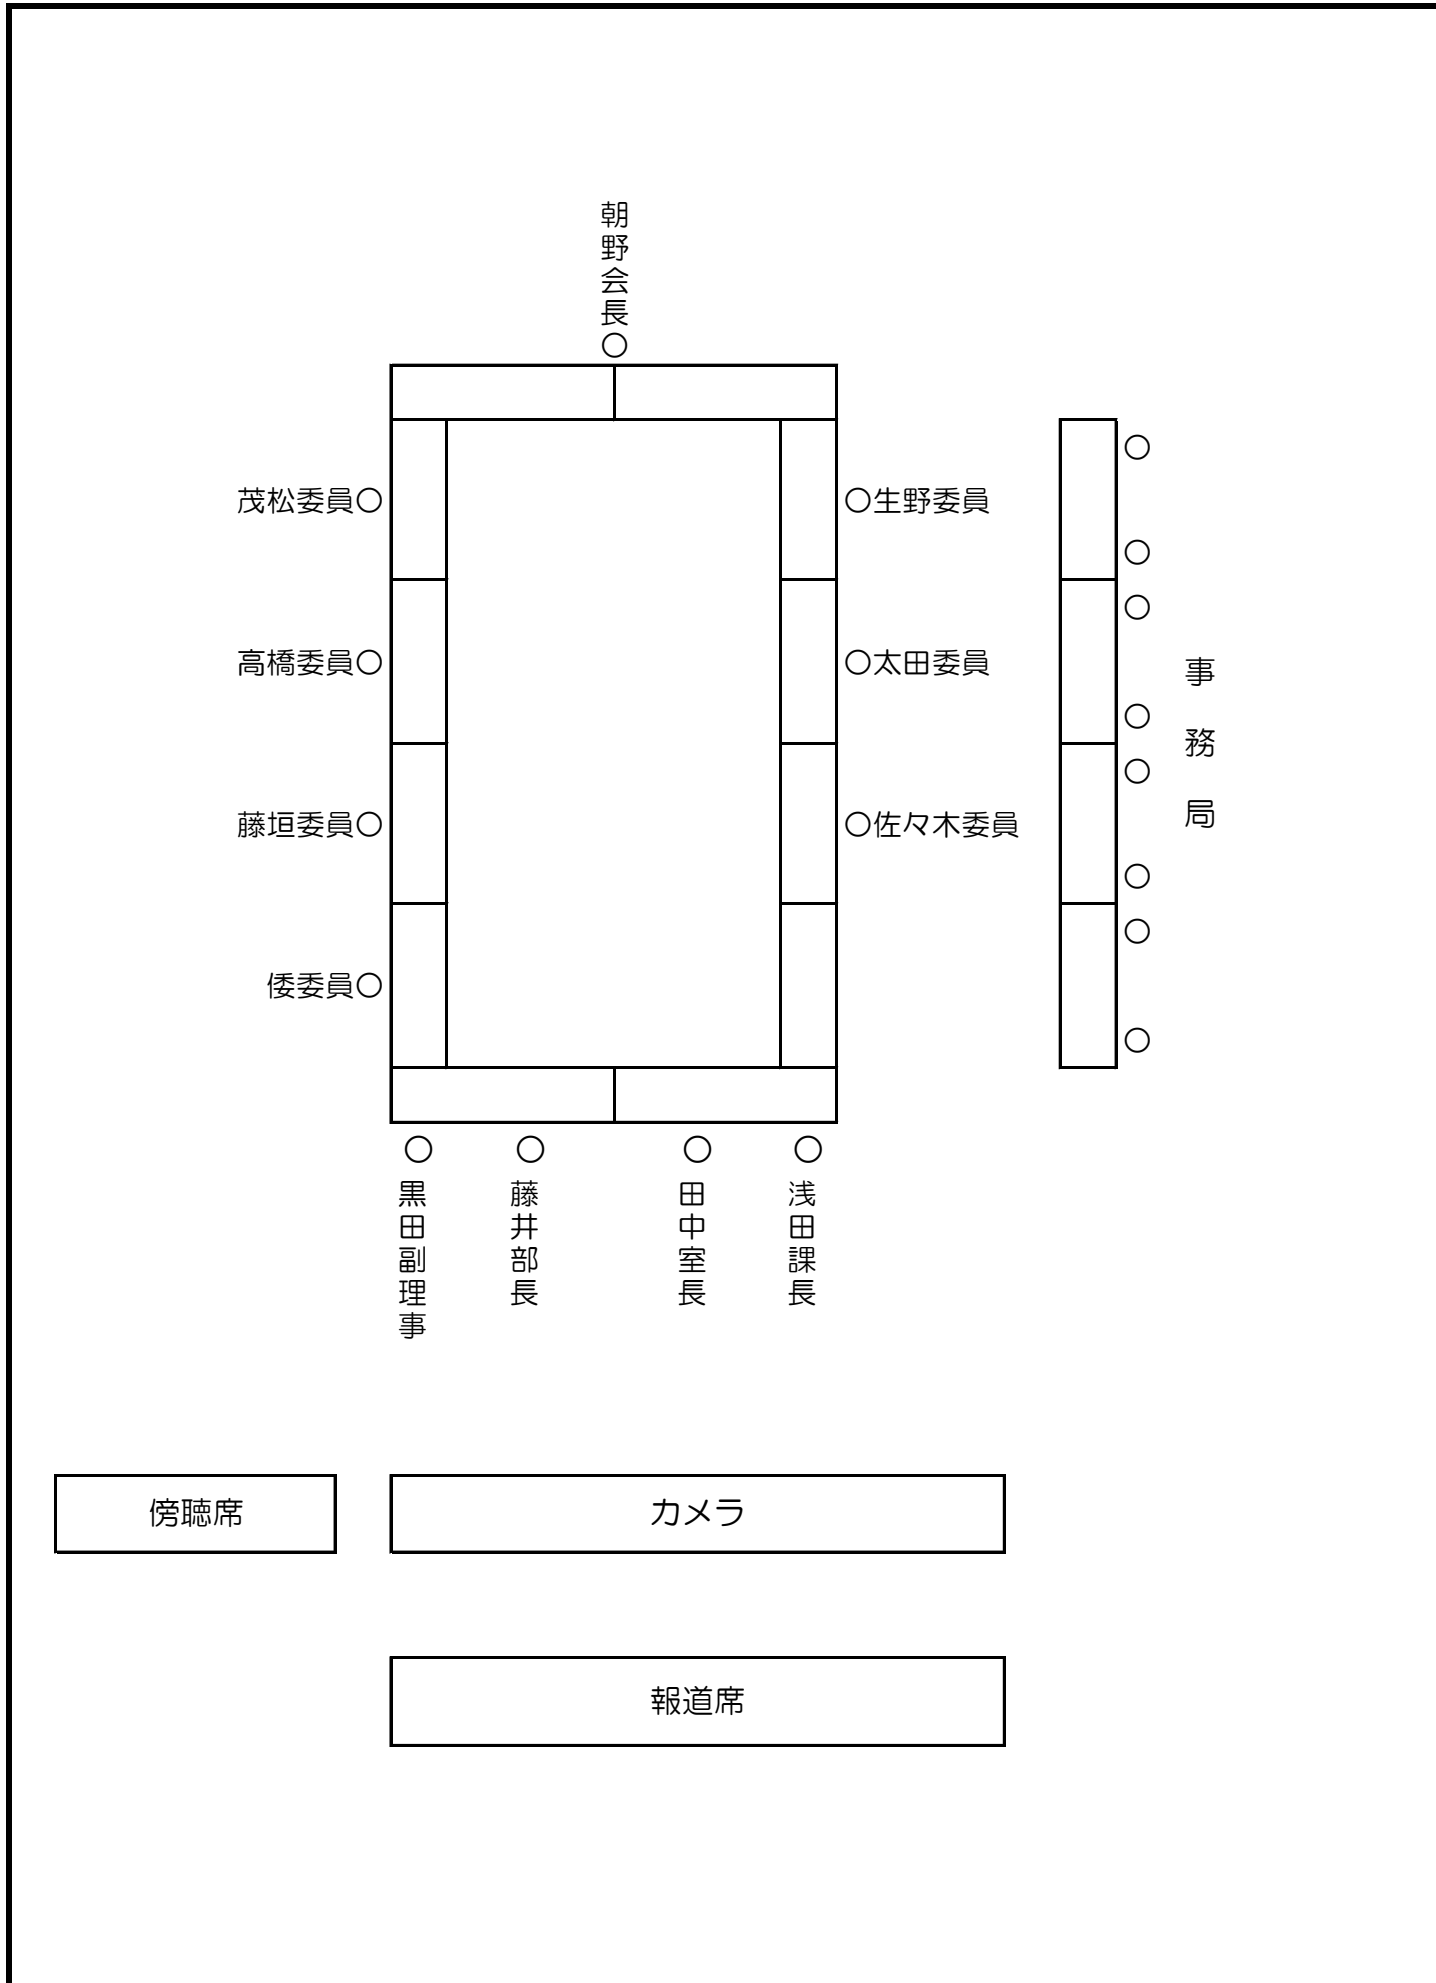 朝野会長○
茂松委員○
○生野委員
高橋委員○
○太田委員
藤垣委員○
○佐々木委員
倭委員○
事務局
黒田副理事
藤井部長
田中室長
浅田課長
傍聴席
カメラ
報道席